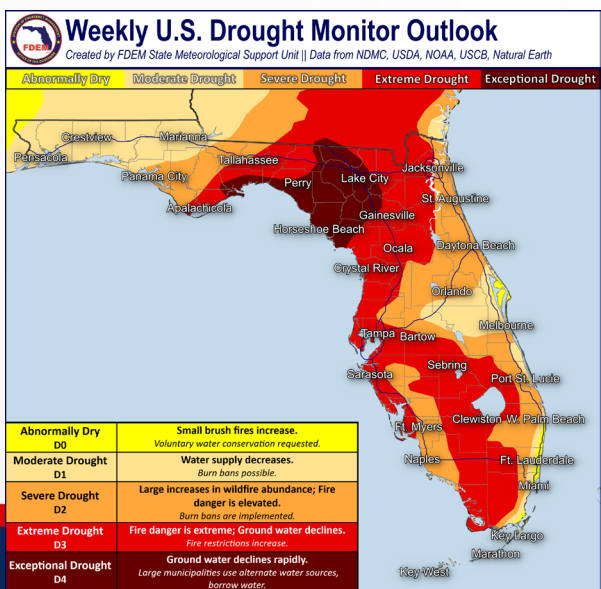 FDEM
Weekly U.S. Drought Monitor Outlook
Created by FDEM State Meteorological Support Unit || Data from NDMC, USDA, NOAA, USCB, Natural Earth
Abnormally Dry Moderate Drought Severe Drought Extreme Drought Exceptional Drought
Crestview
Marianna
Pensacola
Tallahassee
Jacksonville
Panama City
Perry
Lake City
Apalachicola
St. Augustine
Gainesville
Horseshoe Beach
Ocala
Daytona Beach
Crystal River
Orlando
Melbourne
Tampa
Bartow
Sebring
Sarasota
Port St. Lucie
Clewiston
W. Palm Beach
Ft. Myers
Naples
Ft. Lauderdale
Miami
Key Largo
Marathon
Key West
Abnormally Dry
D0
Small brush fires increase.
Voluntary water conservation requested.
Moderate Drought
D1
Water supply decreases.
Burn bans possible.
Severe Drought
D2
Large increases in wildfire abundance; Fire
danger is elevated.
Burn bans are implemented.
Extreme Drought
D3
Fire danger is extreme; Ground water declines.
Fire restrictions increase.
Exceptional Drought
D4
Ground water declines rapidly.
Large municipalities use alternate water sources,
borrow water.